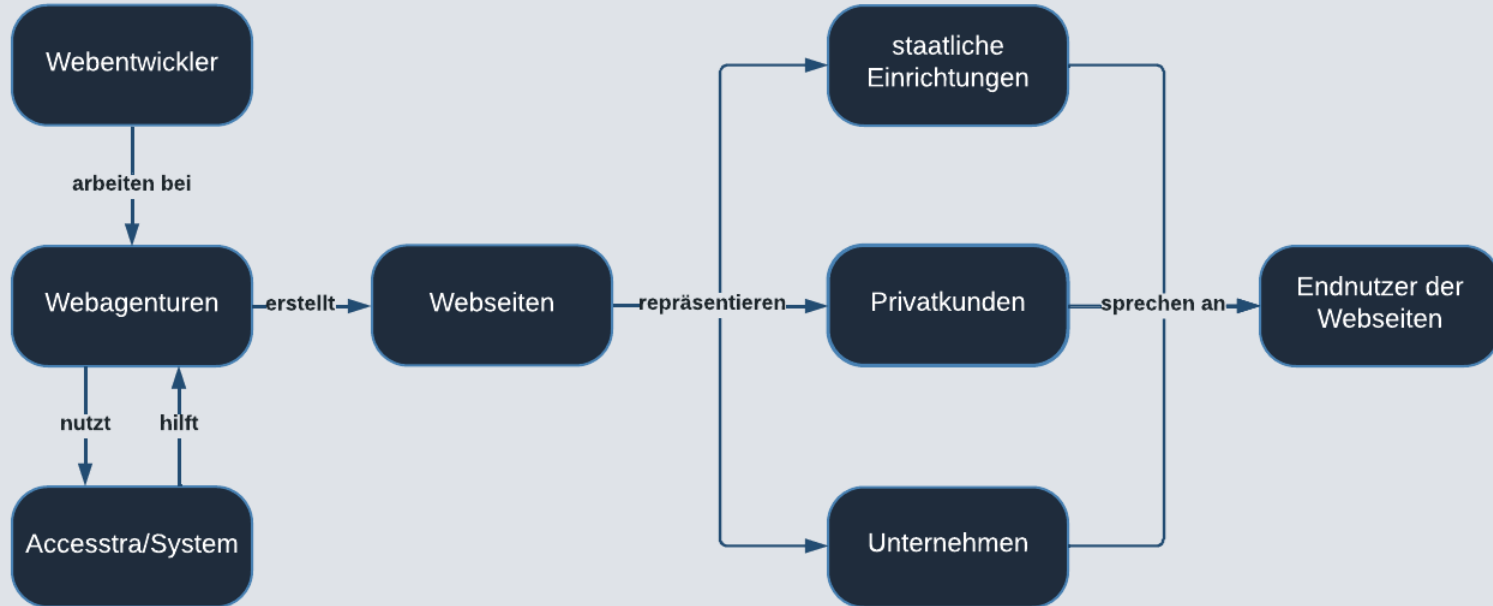 Webentwickler
staatliche
Einrichtungen
arbeiten bei
Webagenturen
erstellt
Webseiten
repräsentieren
Privatkunden
sprechen an
Endnutzer der
Webseiten
nutzt
hilft
Accesstra/System
Unternehmen